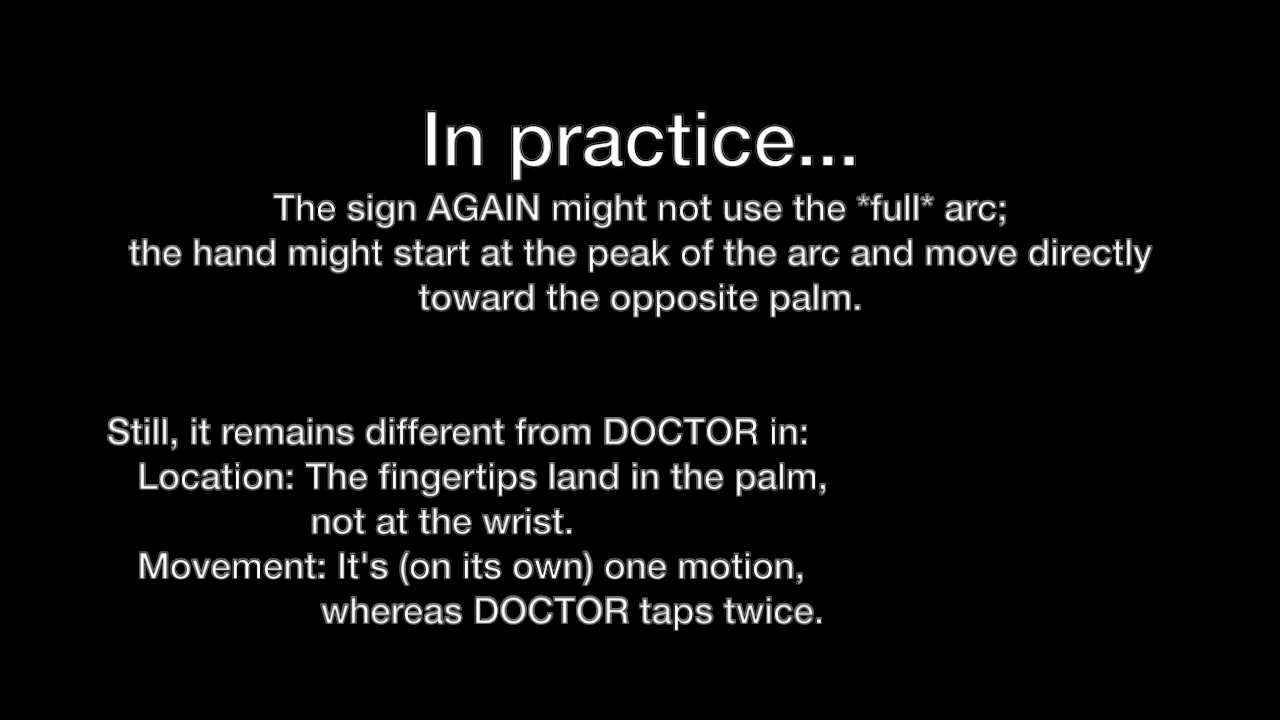 In practice...
The sign AGAIN might not use the *full* arc;
the hand might start at the peak of the arc and move directly
toward the opposite palm.
Still, it remains different from DOCTOR in:
Location: The fingertips land in the palm,
not at the wrist.
Movement: It's (on its own) one motion,
whereas DOCTOR taps twice.